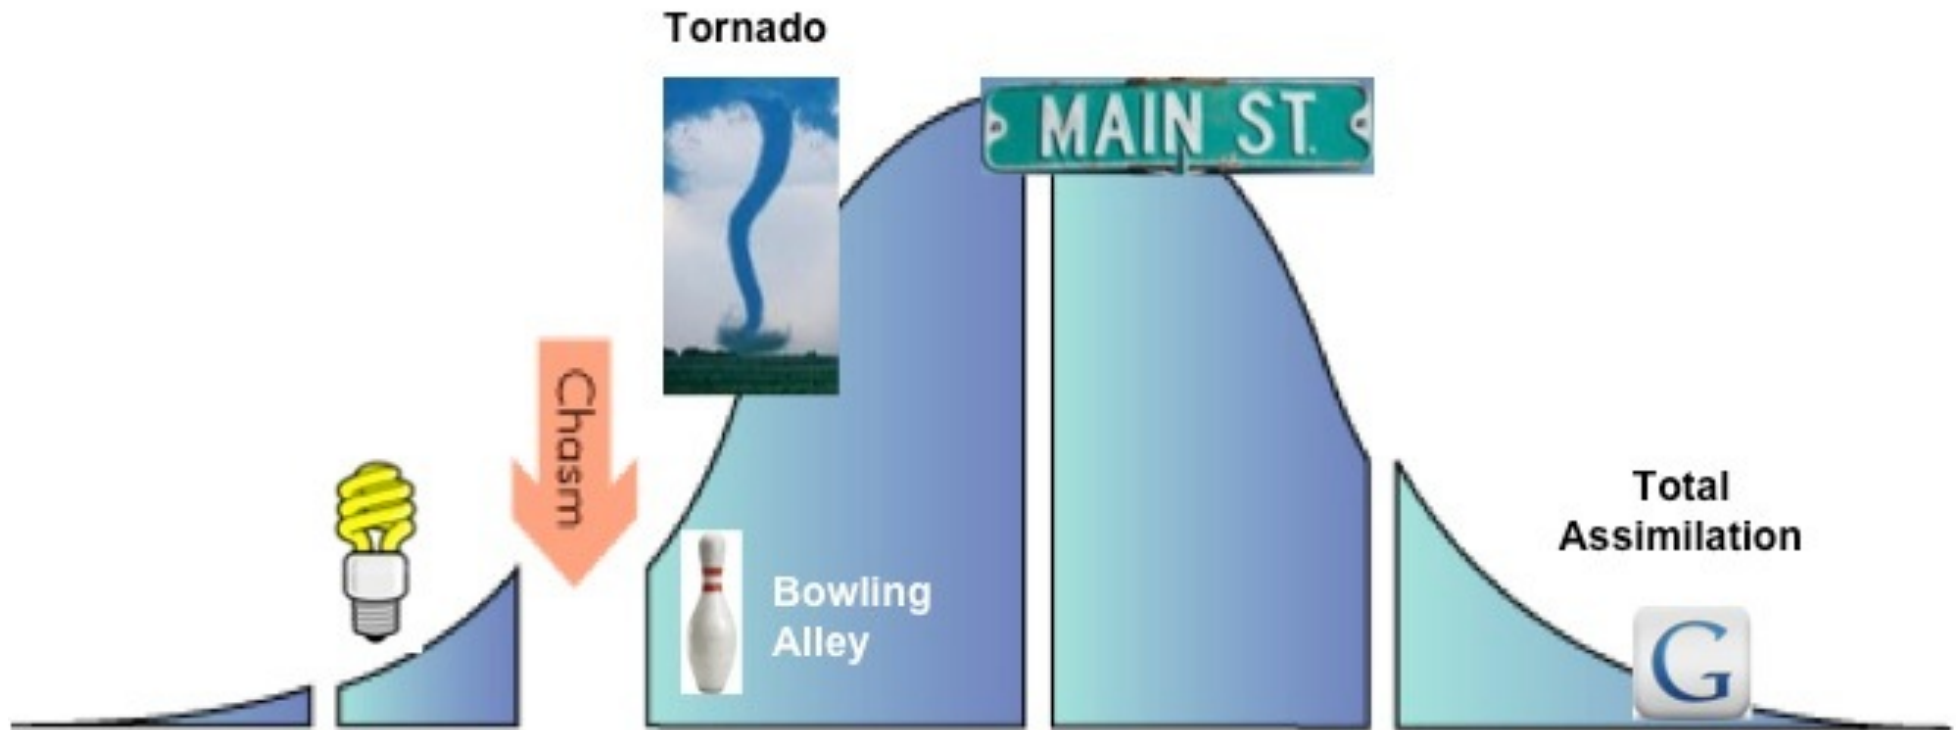 Tornado
MAIN ST.
Chasm
Bowling
Alley
Total
Assimilation
G